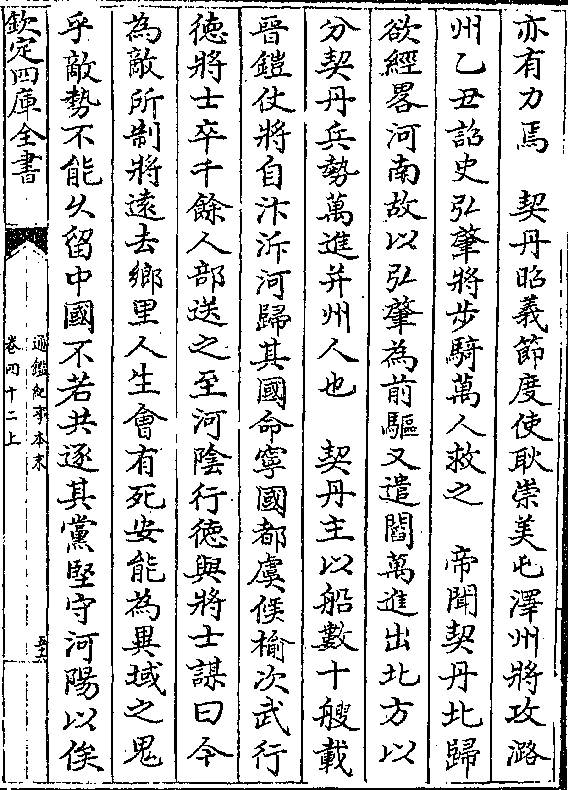 亦有力焉　契丹昭義節度使耿崇美屯澤州將攻潞
州乙丑詔史弘肇將步騎萬人救之　帝聞契丹北歸
欲經畧河南故以弘肇為前驅又遣閻萬進出北方以
分契丹兵勢萬進并州人也　契丹主以船數十艘載
晉鎧仗將自汴泝河歸其國命寧國都虞候榆次武行
徳將士卒千餘人部送之至河隂行徳與將士謀曰今
為敵所制將遠去鄉里人生會有死安能為異域之鬼
乎敵勢不能乆留中國不若共逐其黨堅守河陽以俟
欽定四庫全書
通鑑紀事本末
卷四十二上